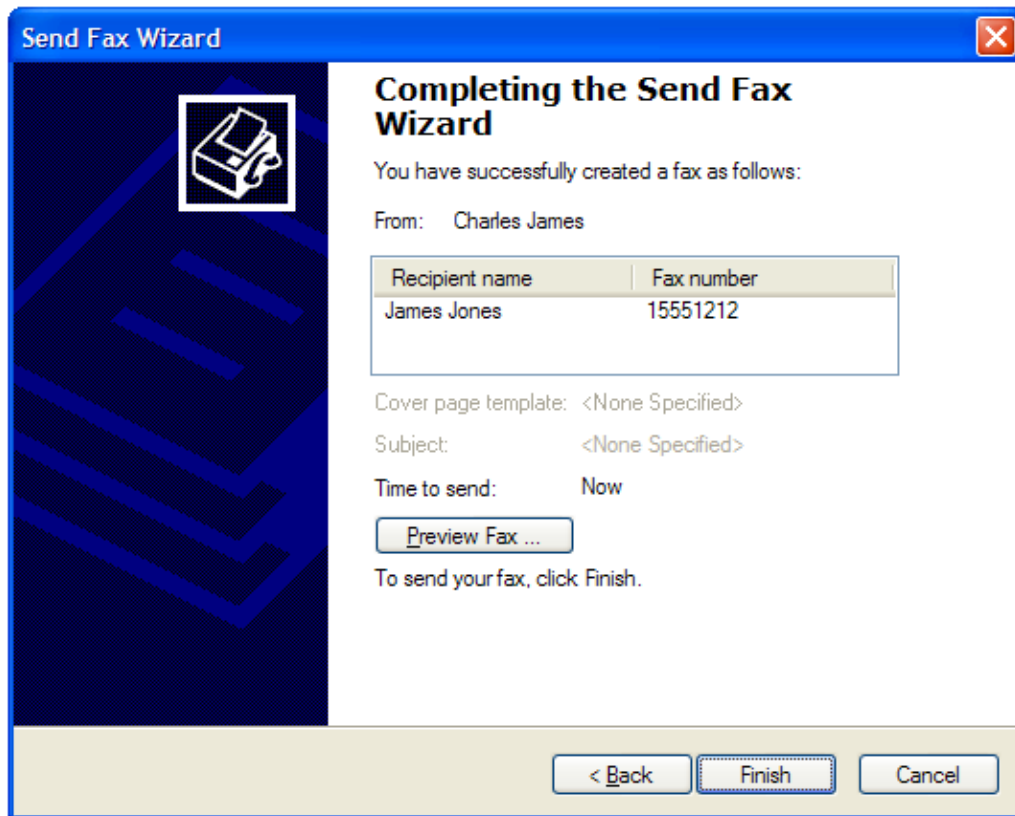 Send Fax Wizard
Completing the Send Fax
Wizard
You have successfully created a fax as follows:
From: Charles James
Recipient name Fax number
James Jones 15551212
Cover page template: <None Specified>
Subject: <None Specified>
Time to send: Now
Preview Fax ...
To send your fax, click Finish.
< Back Finish Cancel